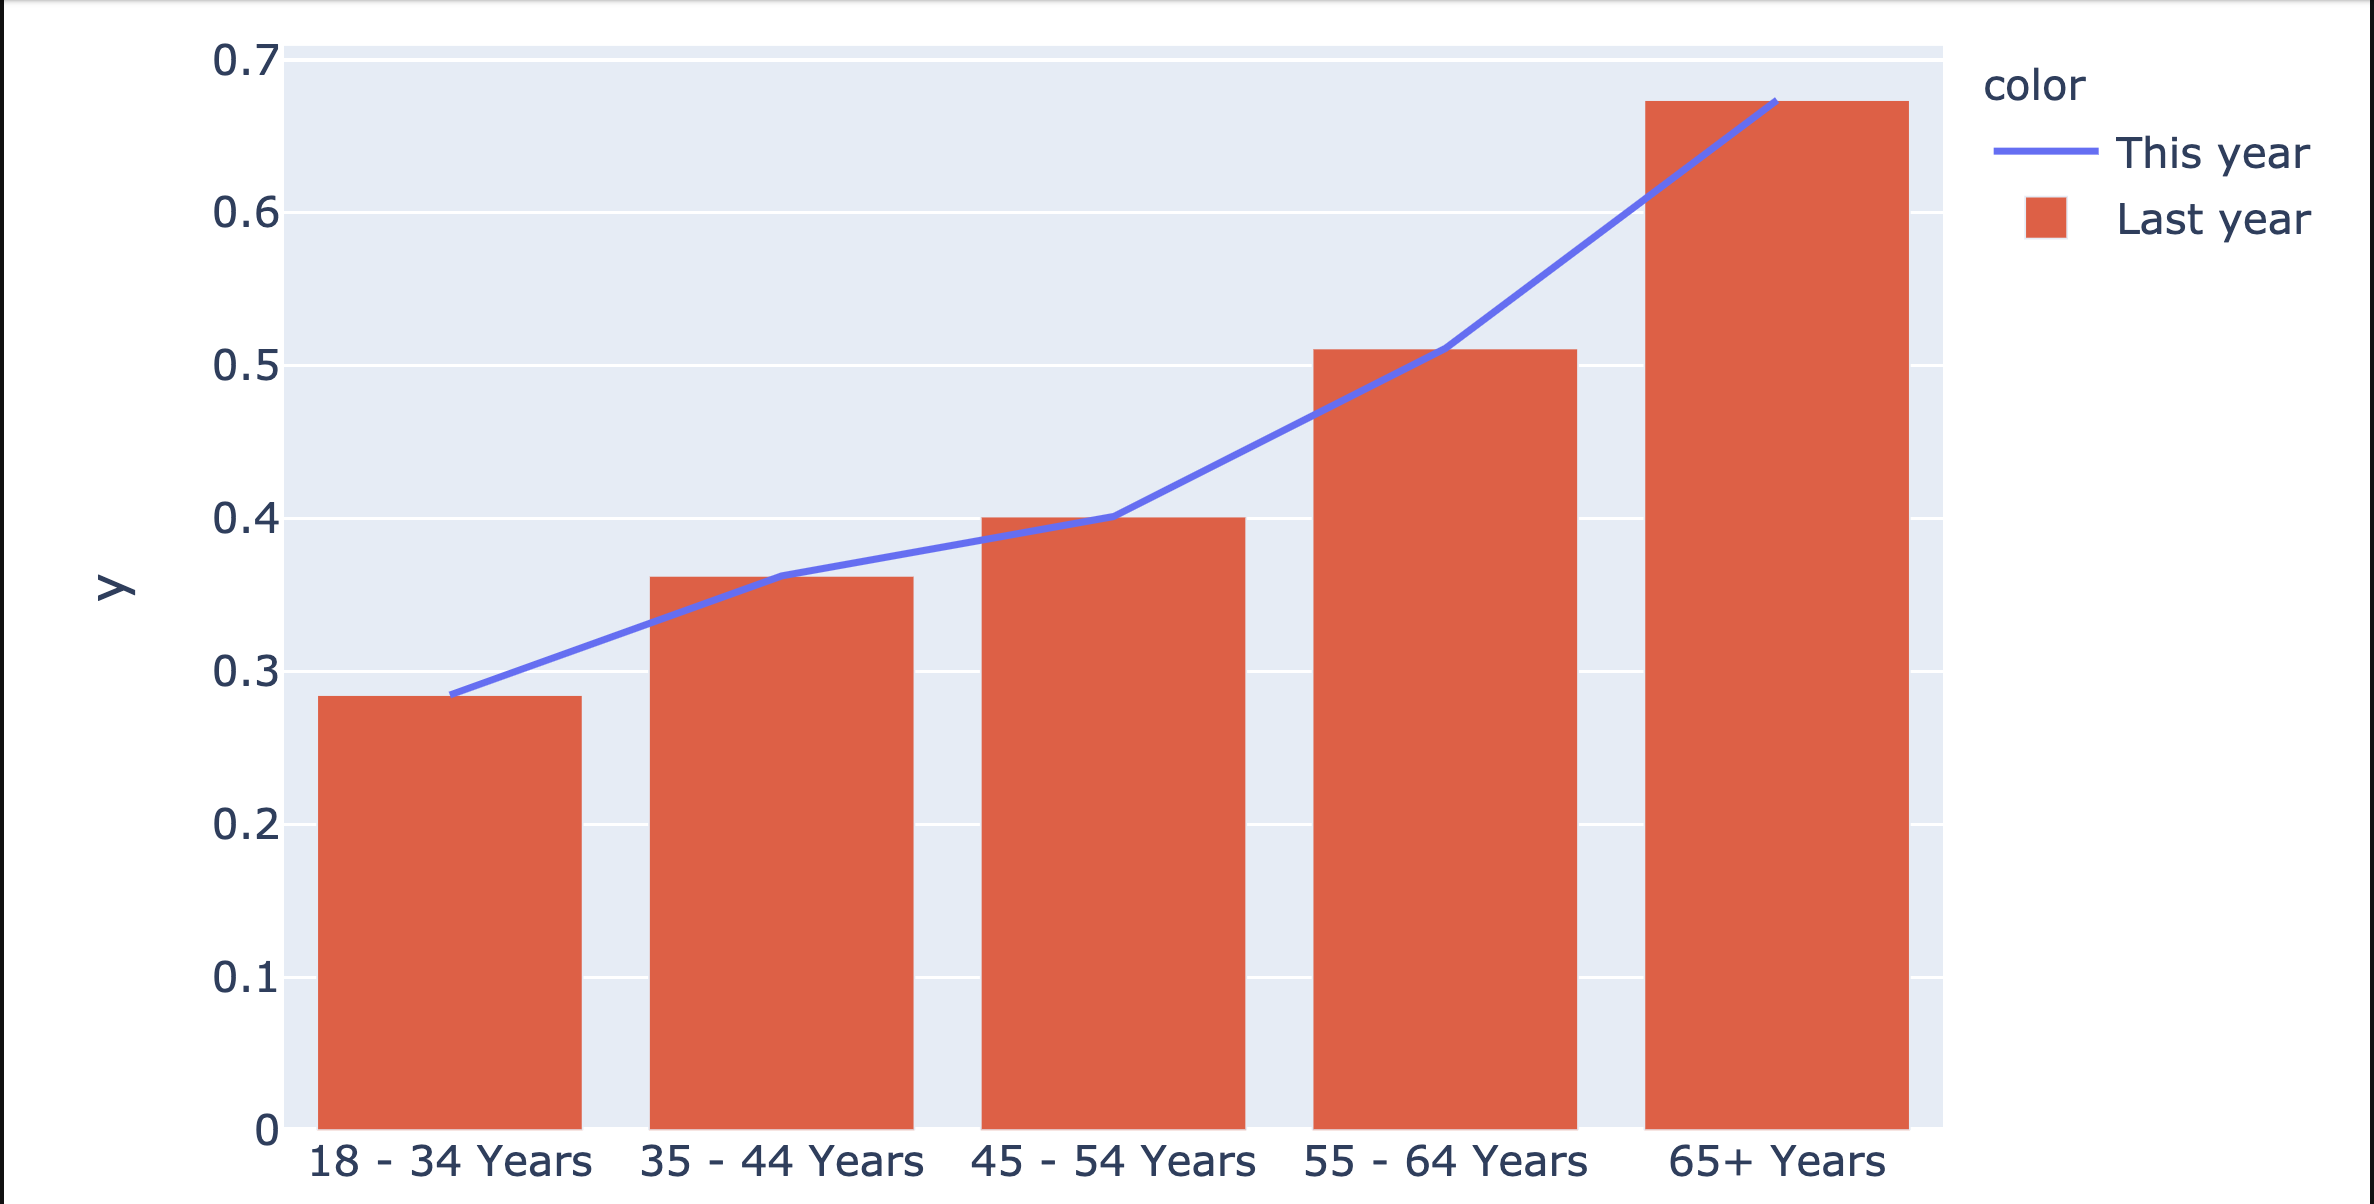 0.7
0.6
0.5
0.4
0.3
0.2
0.1
0
y
18 - 34 Years
35 - 44 Years
45 - 54 Years
55 - 64 Years
65+ Years
color
This year
Last year